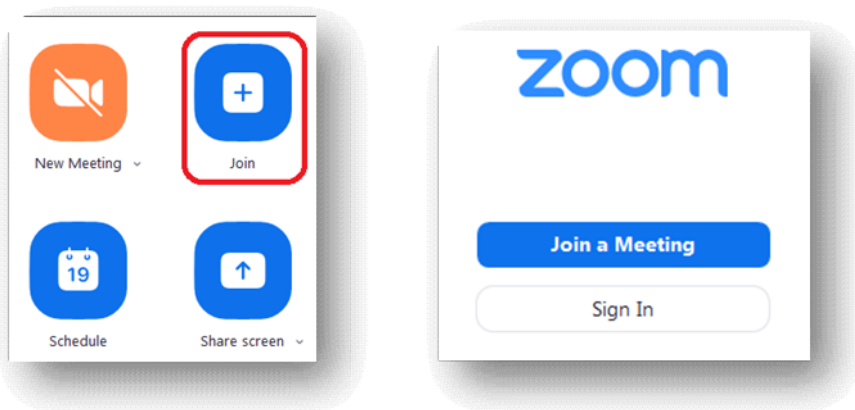 New Meeting
Join
19
Schedule
Share screen
zoom
Join a Meeting
Sign In